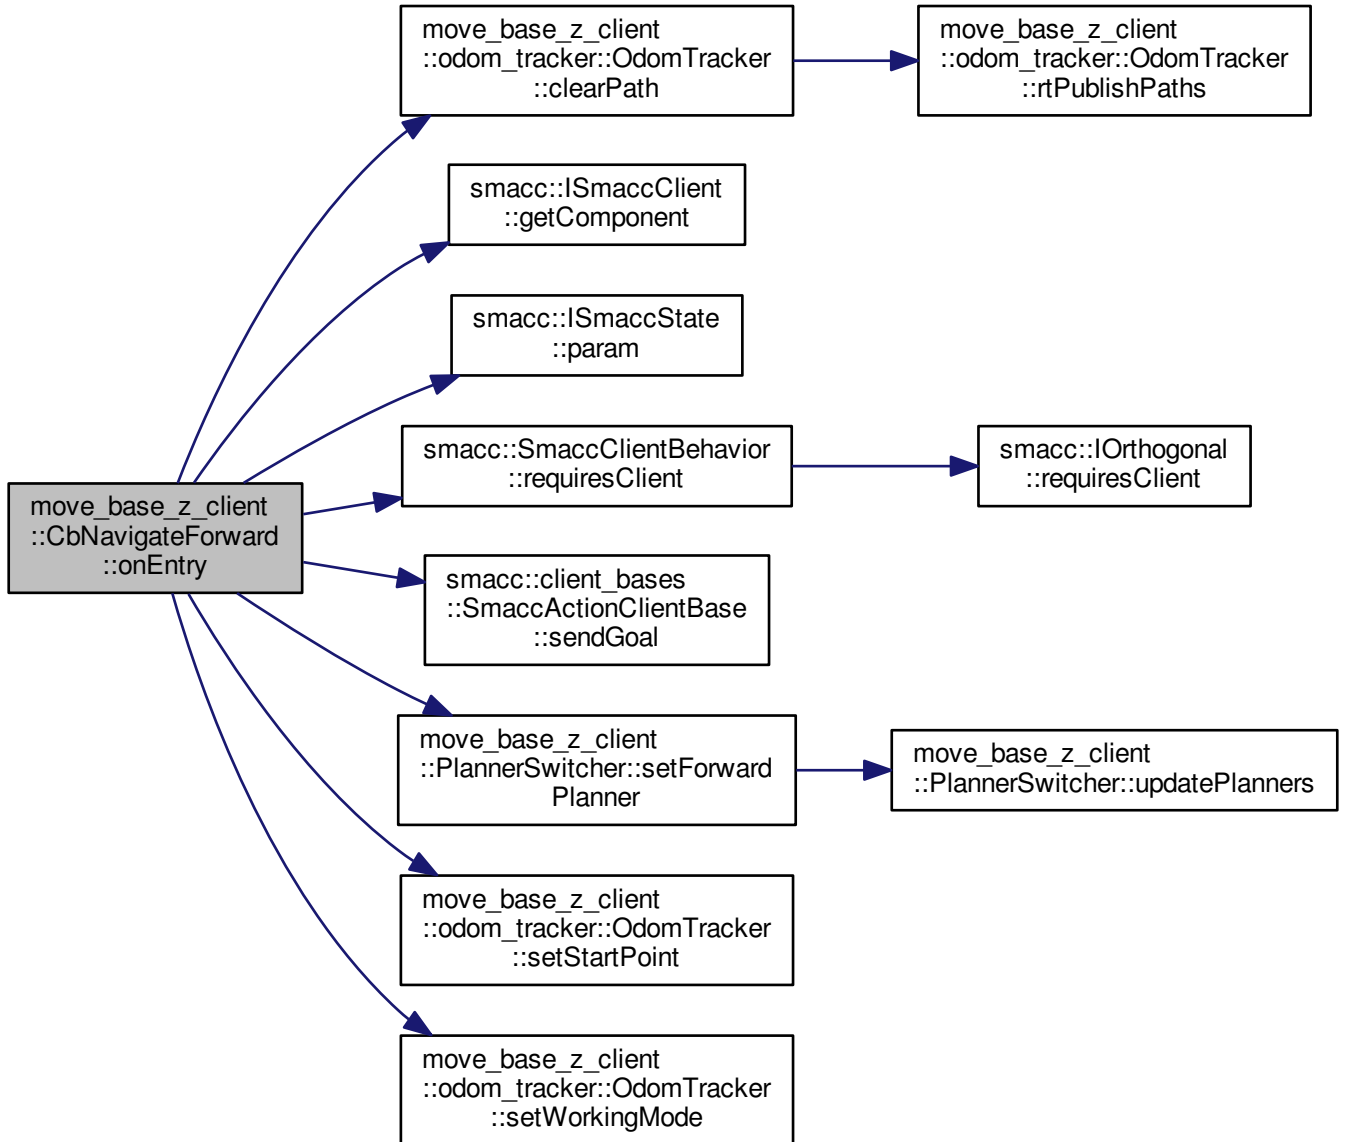 move_base_z_client
::odom_tracker::OdomTracker
::clearPath
move_base_z_client
::odom_tracker::OdomTracker
::rtPublishPaths
smacc::ISmaccClient
::getComponent
smacc::ISmaccState
::param
smacc::SmaccClientBehavior
::requiresClient
smacc::IOrthogonal
::requiresClient
move_base_z_client
::CbNavigateForward
::onEntry
smacc::client_bases
::SmaccActionClientBase
::sendGoal
move_base_z_client
::PlannerSwitcher::setForward
Planner
move_base_z_client
::PlannerSwitcher::updatePlanners
move_base_z_client
::odom_tracker::OdomTracker
::setStartPoint
move_base_z_client
::odom_tracker::OdomTracker
::setWorkingMode